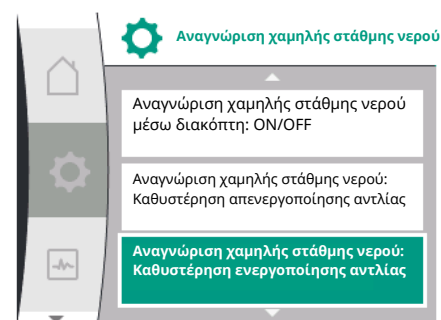 Αναγνώριση χαμηλής στάθμης νερού
Αναγνώριση χαμηλής στάθμης νερού
μέσω διακόπτη: ON/OFF
Αναγνώριση χαμηλής στάθμης νερού:
Καθυστέρηση απενεργοποίησης αντλίας
Αναγνώριση χαμηλής στάθμης νερού:
Καθυστέρηση ενεργοποίησης αντλίας